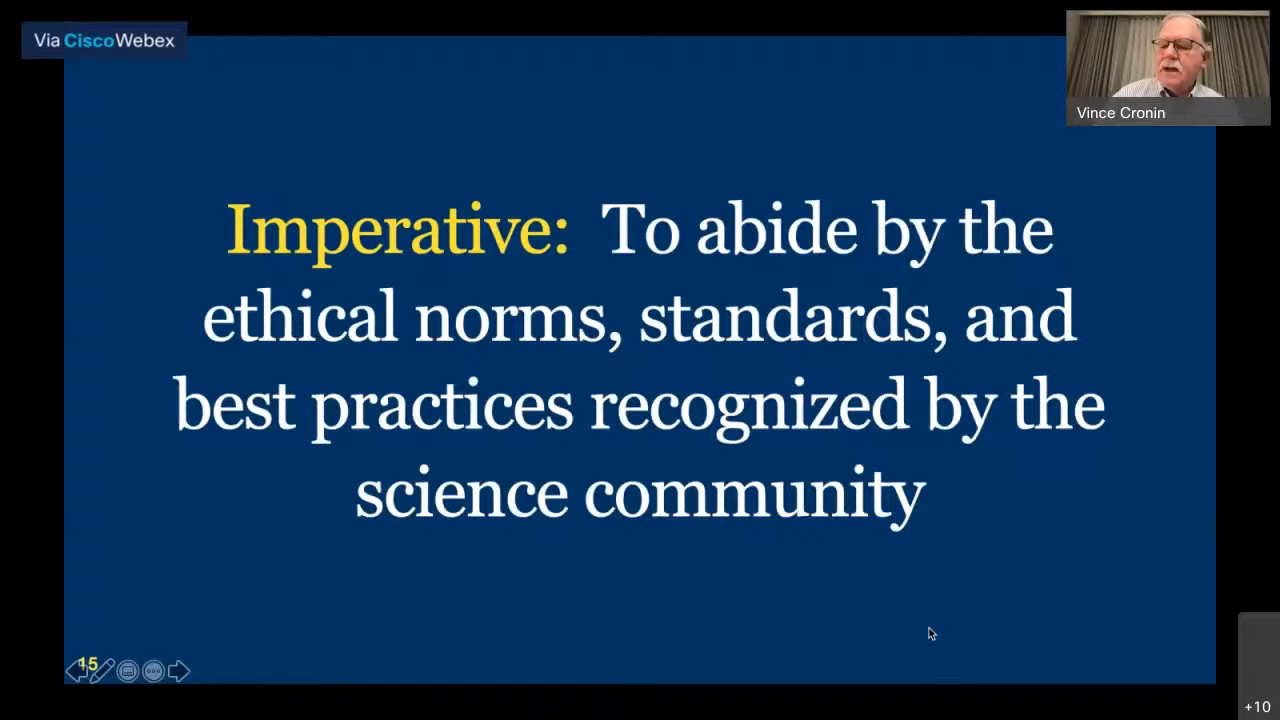 Via CiscoWebex
Vince Cronin
Imperative: To abide by the
ethical norms, standards, and
best practices recognized by the
science community
15
+10